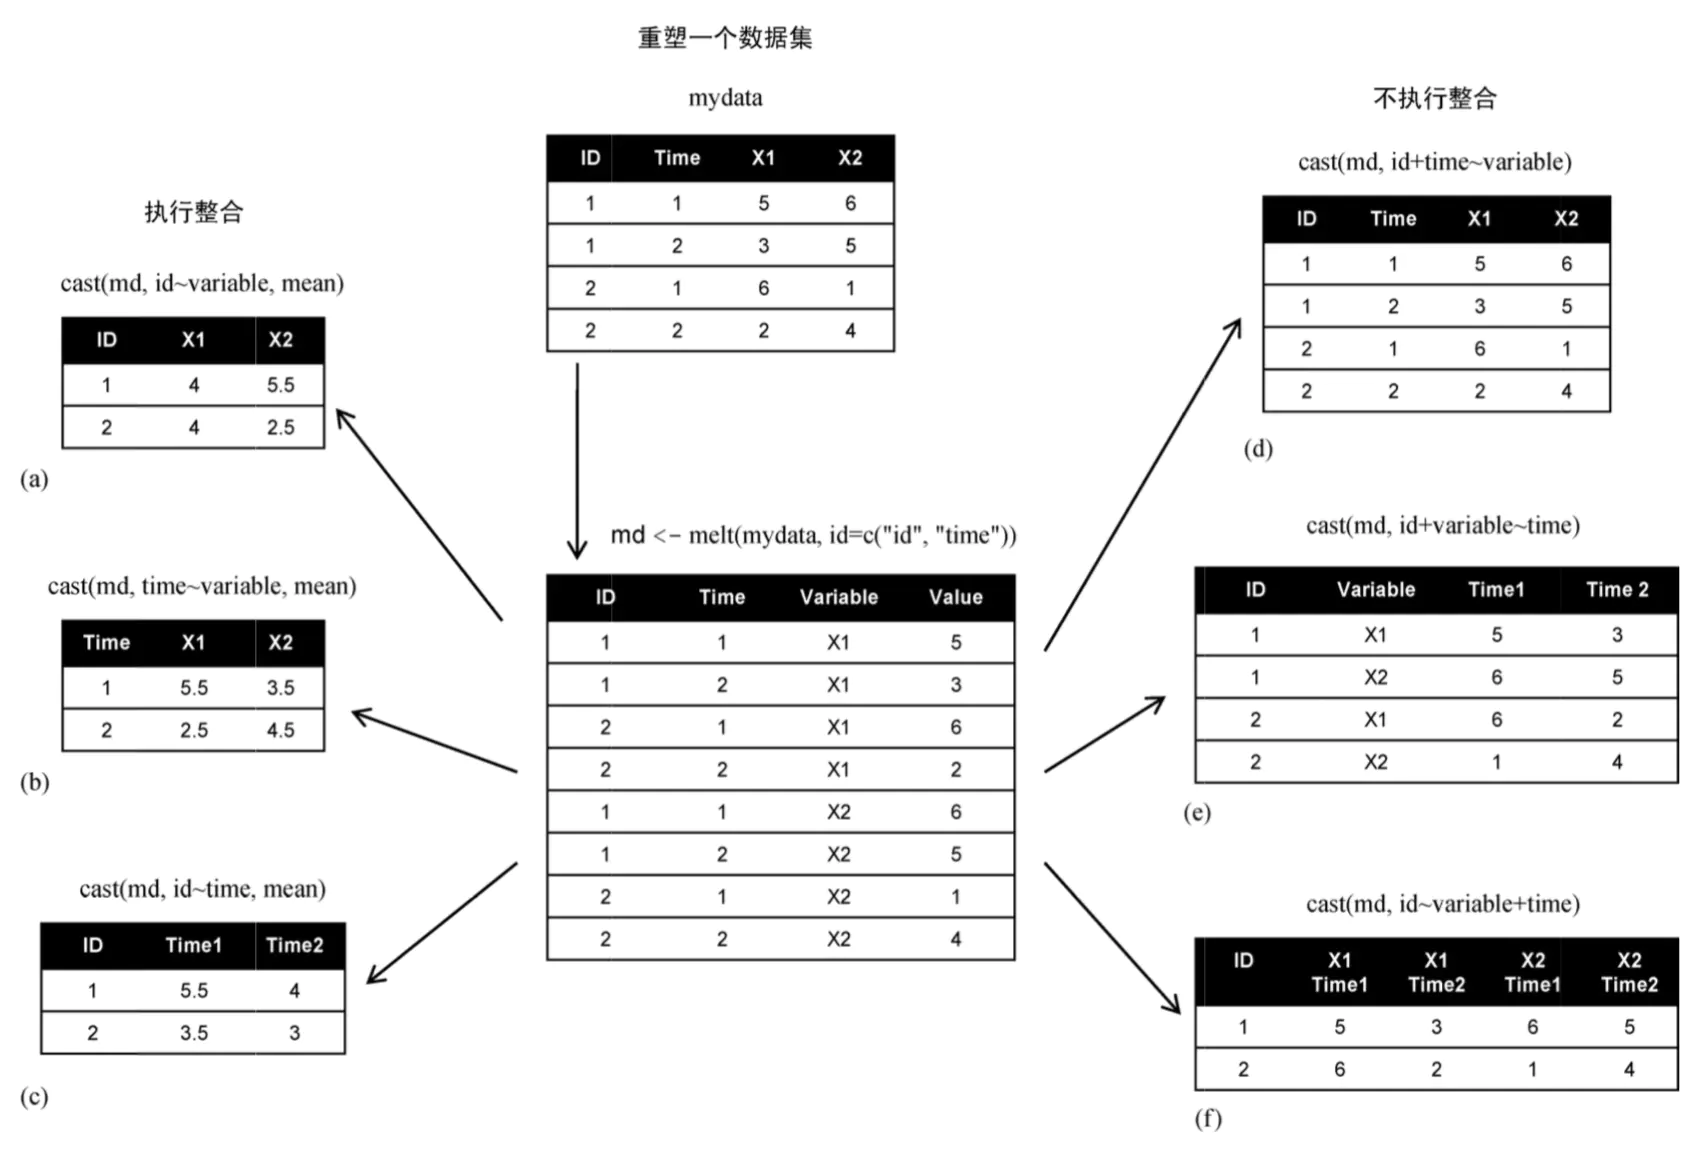 重塑一个数据集
mydata
ID Time X1 X2
1 1 5 6
1 2 3 5
2 1 6 1
2 2 2 4
执行整合
cast(md, id~variable, mean)
ID X1 X2
1 4 5.5
2 4 2.5
(a)
cast(md, time~variable, mean)
Time X1 X2
1 5.5 3.5
2 2.5 4.5
(b)
cast(md, id~time, mean)
ID Time1 Time2
1 5.5 4
2 3.5 3
(c)
md <- melt(mydata, id=c("id", "time"))
ID Time Variable Value
1 1 X1 5
1 2 X1 3
2 1 X1 6
2 2 X1 2
1 1 X2 6
1 2 X2 5
2 1 X2 1
2 2 X2 4
不执行整合
cast(md, id+time~variable)
ID Time X1 X2
1 1 5 6
1 2 3 5
2 1 6 1
2 2 2 4
(d)
cast(md, id+variable~time)
ID Variable Time1 Time 2
1 X1 5 3
1 X2 6 5
2 X1 6 2
2 X2 1 4
(e)
cast(md, id~variable+time)
ID X1 X1 X2 X2
Time1 Time2 Time1 Time2
1 5 3 6 5
2 6 2 1 4
(f)